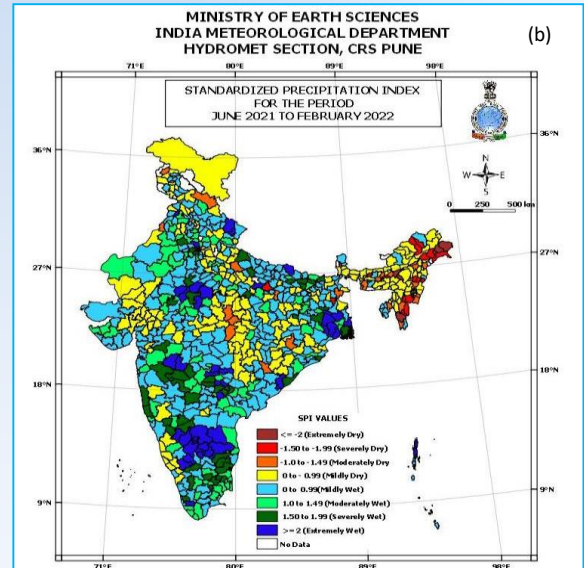 MINISTRY OF EARTH SCIENCES
INDIA METEOROLOGICAL DEPARTMENT
HYDROMET SECTION, CRS PUNE
(b)
71°E 80°E 89°E 98°E
STANDARDIZED PRECIPITATION INDEX
FOR THE PERIOD
JUNE 2021 TO FEBRUARY 2022
36°N 36°N
N
W E
S
0 250 500 km
27°N 27°N
18°N 18°N
SPI VALUES
<= -2 (Extremely Dry)
-1.50 to -1.99 (Severely Dry)
-1.0 to -1.49 (Moderately Dry
0 to -0.99 (Mildly Dry)
0 to 0.99(Mildly Wet)
1.0 to 1.49 (Moderately Wet)
1.50 to 1.99 (Severely Wet)
>= 2 (Extremely Wet)
No Data
9°N 9°N
71°E 80°E 89°E 98°E